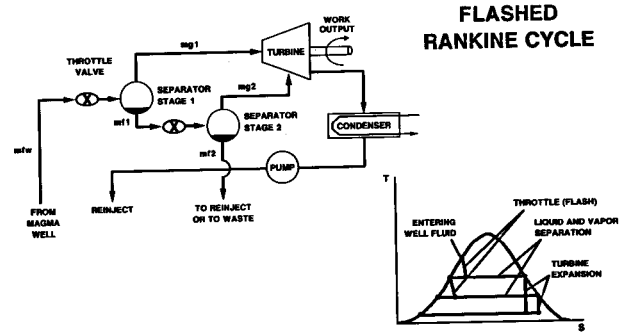 FLASHED
RANKINE CYCLE
WORK
OUTPUT
mg1
TURBINE
THROTTLE
VALVE
SEPARATOR
STAGE 1
mg2
X
mf1
X
SEPARATOR
STAGE 2
CONDENSER
mfw
mf2
PUMP
FROM
MAGMA
WELL
REINJECT
TO REINJECT
OR TO WASTE
T
THROTTLE (FLASH)
ENTERING
WELL FLUID
LIQUID AND VAPOR
SEPARATION
TURBINE
EXPANSION
S